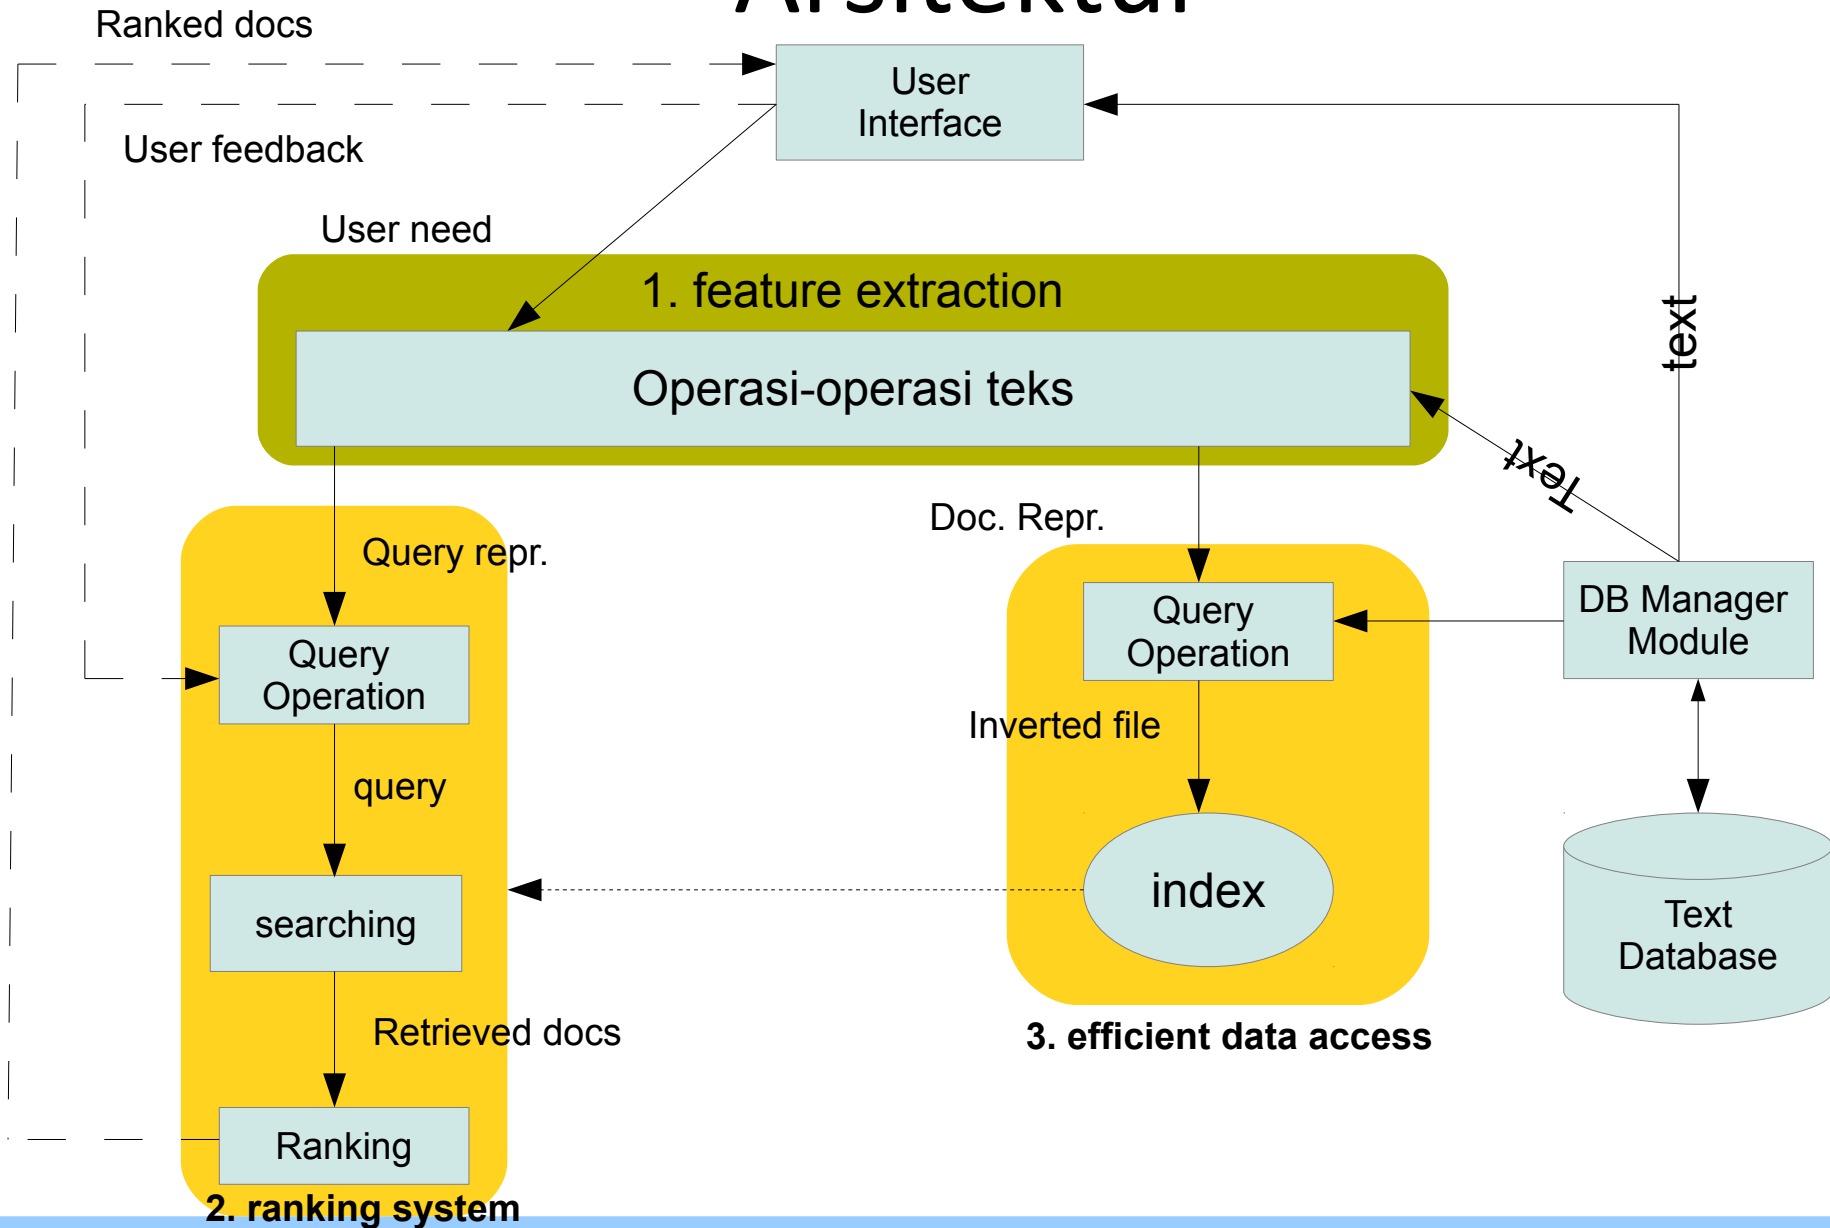 Arsitektur
Ranked docs
User
Interface
User feedback
User need
1. feature extraction
text
Operasi-operasi teks
Text
Doc. Repr.
Query repr.
Query
Operation
DB Manager
Module
Query
Operation
Inverted file
query
index
searching
Text
Database
Retrieved docs
3. efficient data access
Ranking
2. ranking system